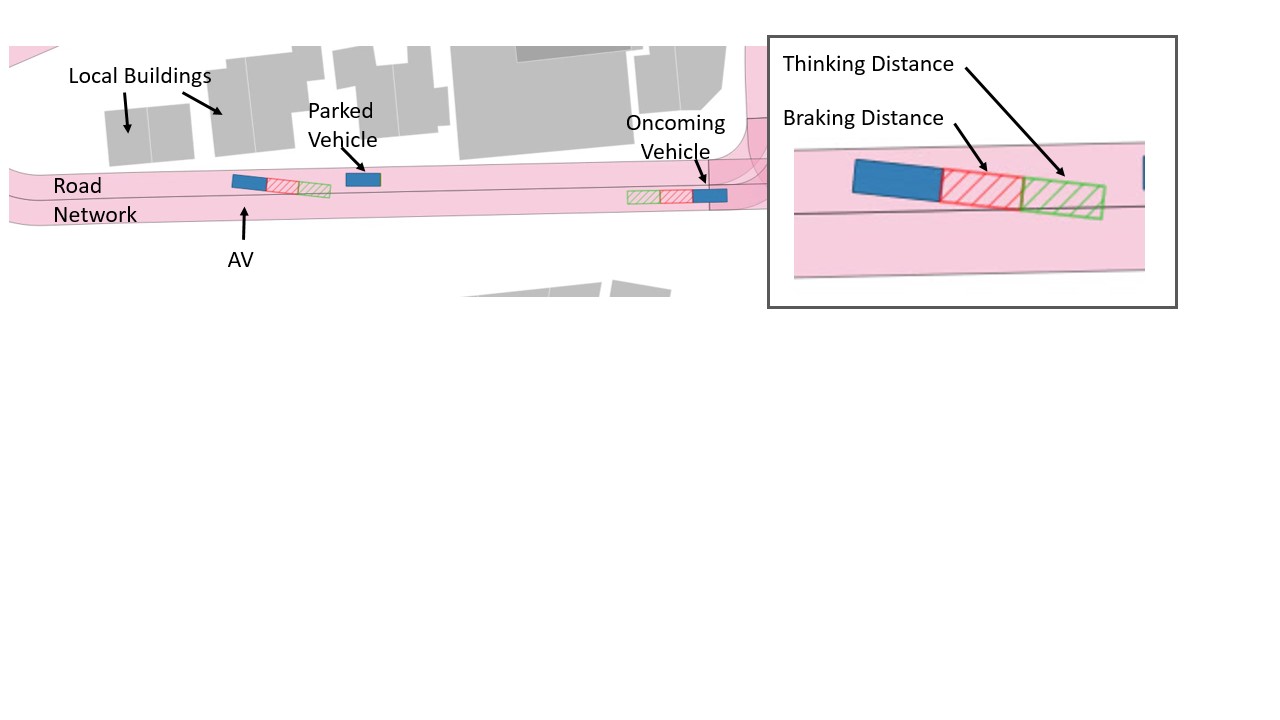 Local Buildings
Parked
Vehicle
Oncoming
Vehicle
Road
Network
AV
Thinking Distance
Braking Distance